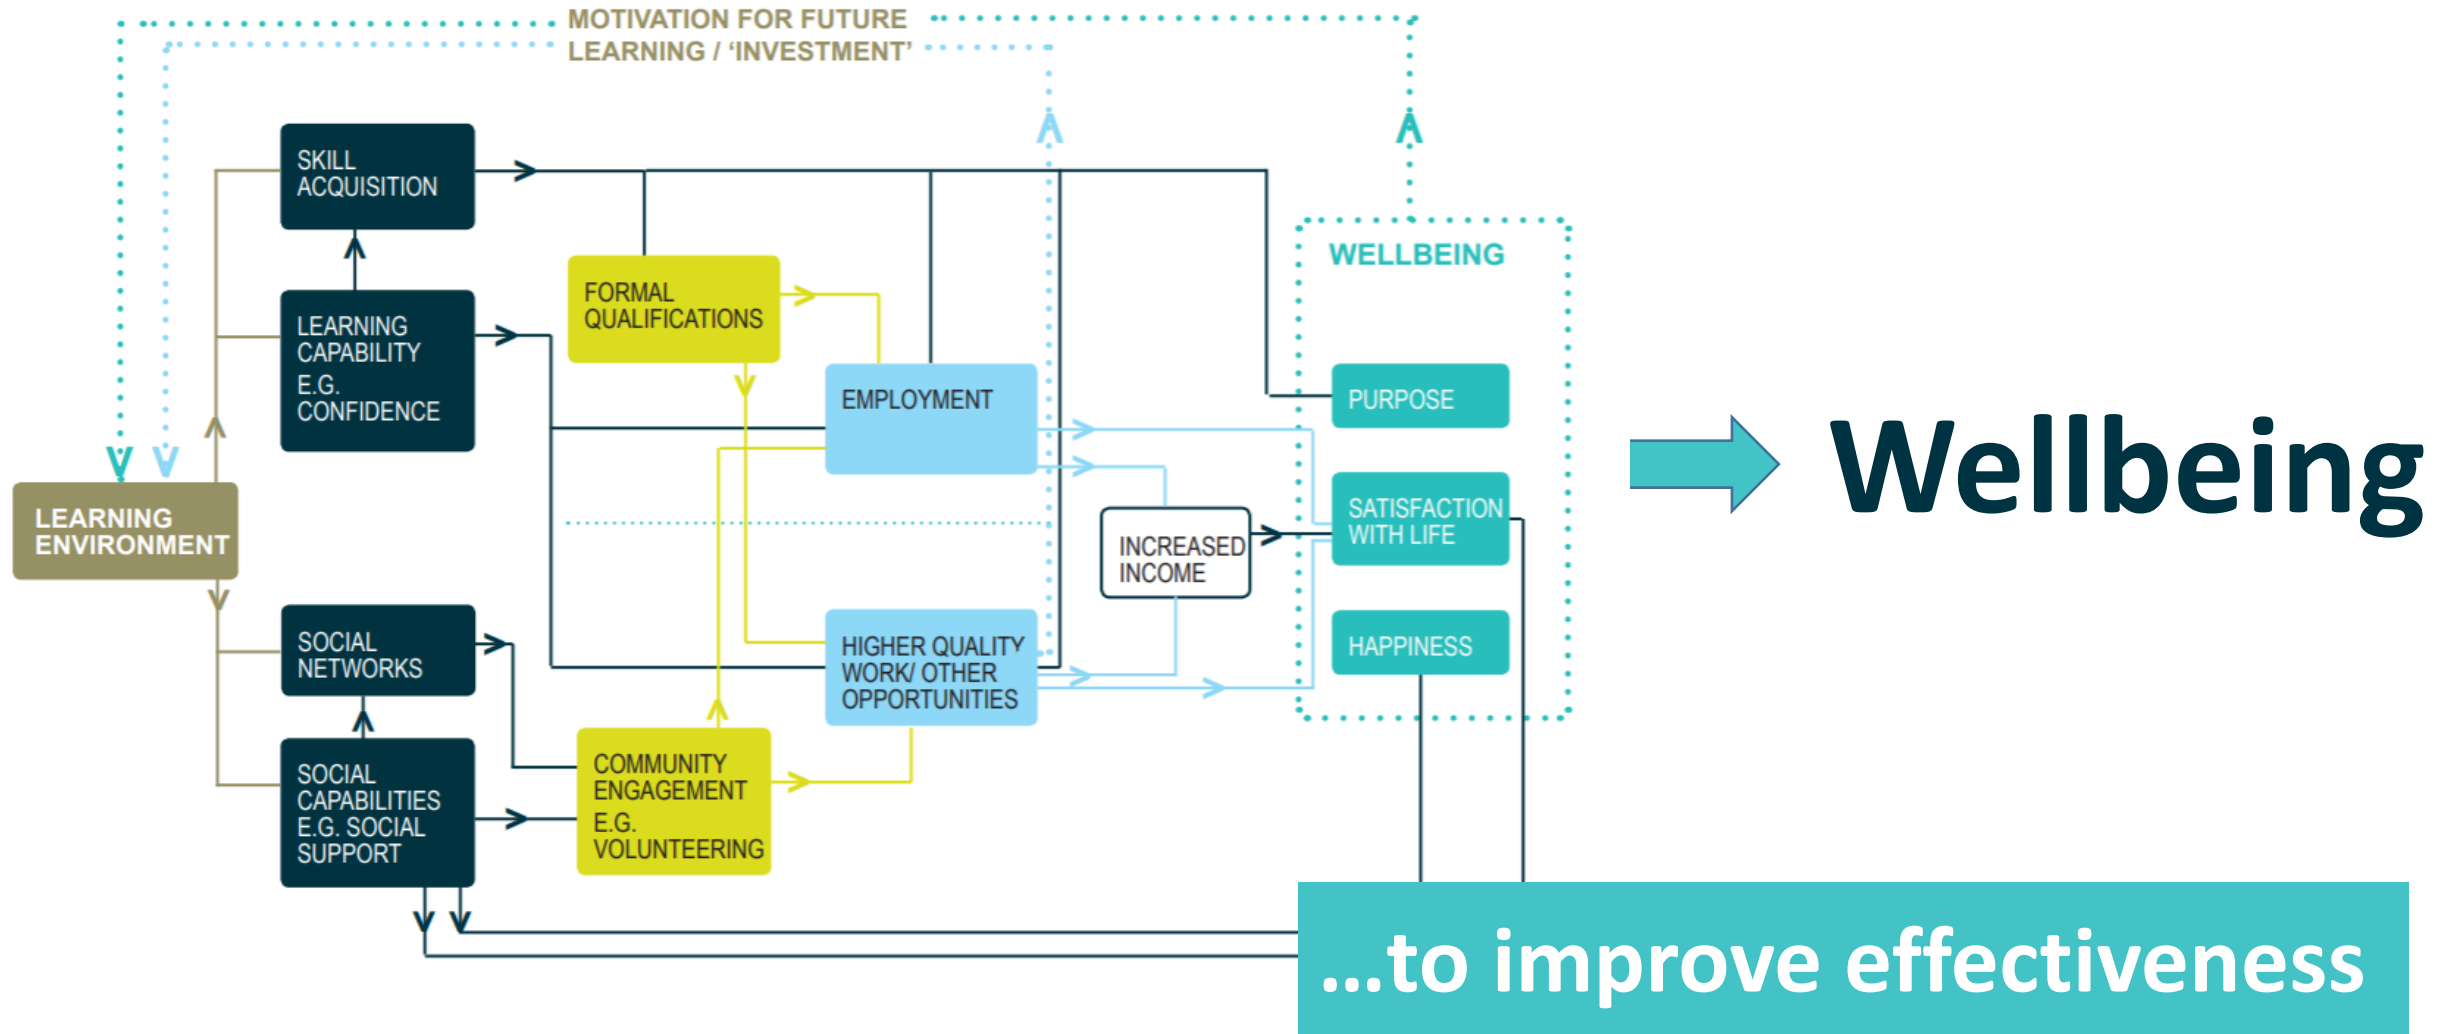 MOTIVATION FOR FUTURE
LEARNING / ‘INVESTMENT’
SKILL
ACQUISITION
LEARNING
CAPABILITY
E.G.
CONFIDENCE
LEARNING
ENVIRONMENT
SOCIAL
NETWORKS
SOCIAL
CAPABILITIES
E.G. SOCIAL
SUPPORT
FORMAL
QUALIFICATIONS
COMMUNITY
ENGAGEMENT
E.G.
VOLUNTEERING
EMPLOYMENT
HIGHER QUALITY
WORK/ OTHER
OPPORTUNITIES
INCREASED
INCOME
WELLBEING
PURPOSE
SATISFACTION
WITH LIFE
HAPPINESS
Wellbeing
...to improve effectiveness